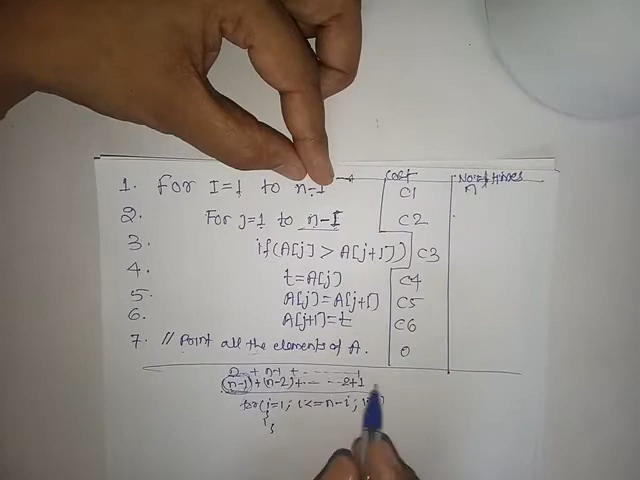 cost No. of times
1. For I=1 to n-1 C1 n
2. For j=1 to n-I C2
3. if(A[j] > A[j+1]) C3
4. t=A[j] C4
5. A[j]=A[j+1] C5
6. A[j+1]=t C6
7. // Print all the elements of A. 0
n + n-1 + ........
(n-1)+(n-2)+.... ..2+1
for(j=1; i<=n-i;